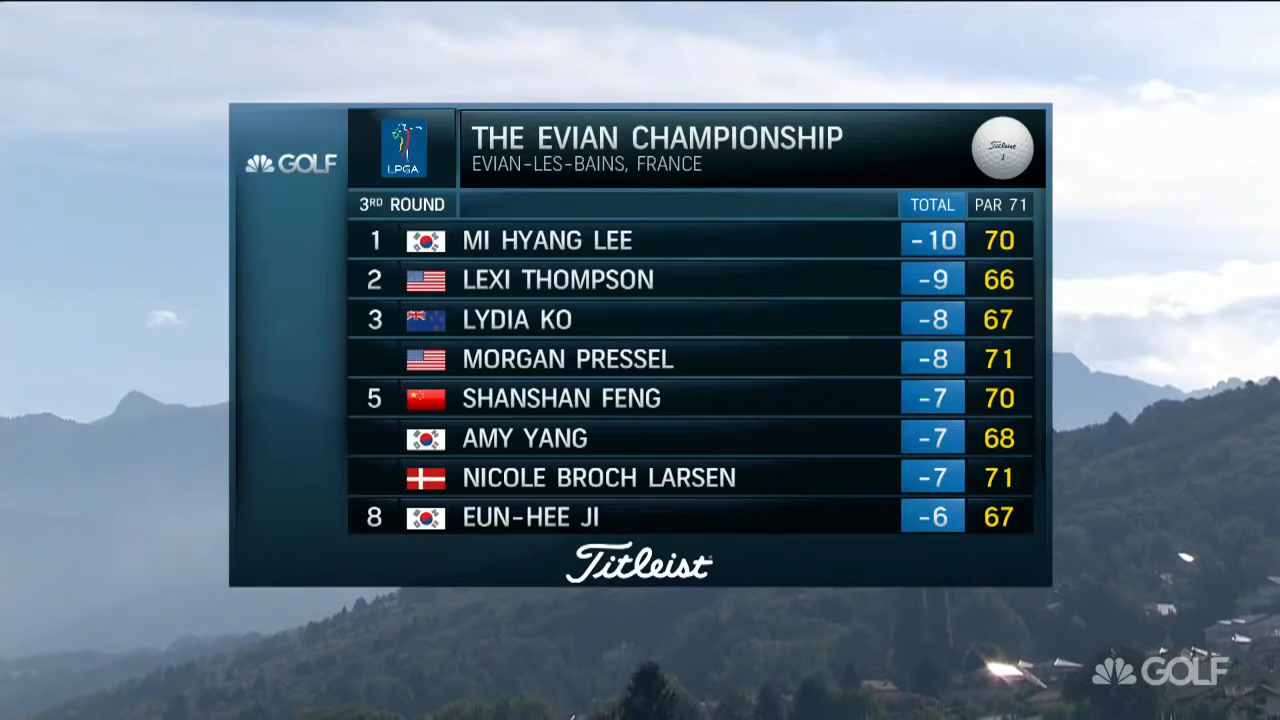 GOLF
LPGA
THE EVIAN CHAMPIONSHIP
EVIAN-LES-BAINS, FRANCE
Titleist
1
3RD ROUND TOTAL PAR 71
1 MI HYANG LEE -10 70
2 LEXI THOMPSON -9 66
3 LYDIA KO -8 67
MORGAN PRESSEL -8 71
5 SHANSHAN FENG -7 70
AMY YANG -7 68
NICOLE BROCH LARSEN -7 71
8 EUN-HEE JI -6 67
Titleist
GOLF